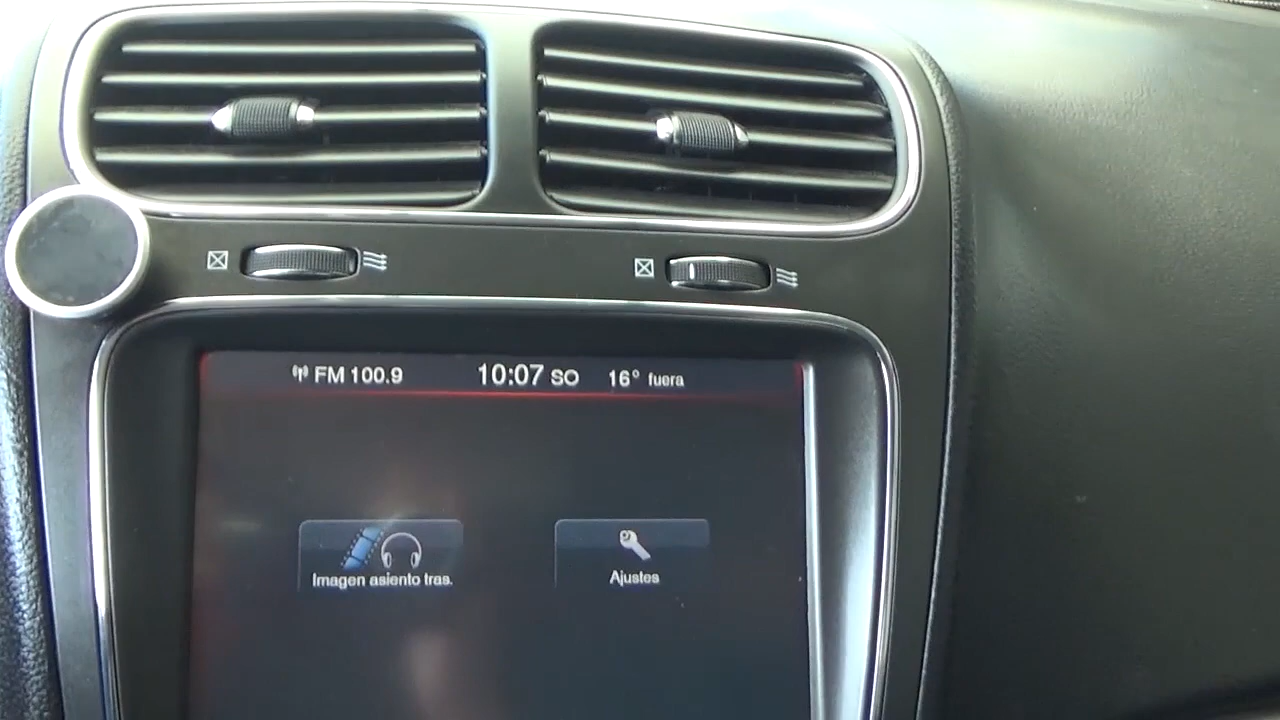 FM 100.9 10:07 SO 16° fuera
Imagen asiento tras. Ajustes